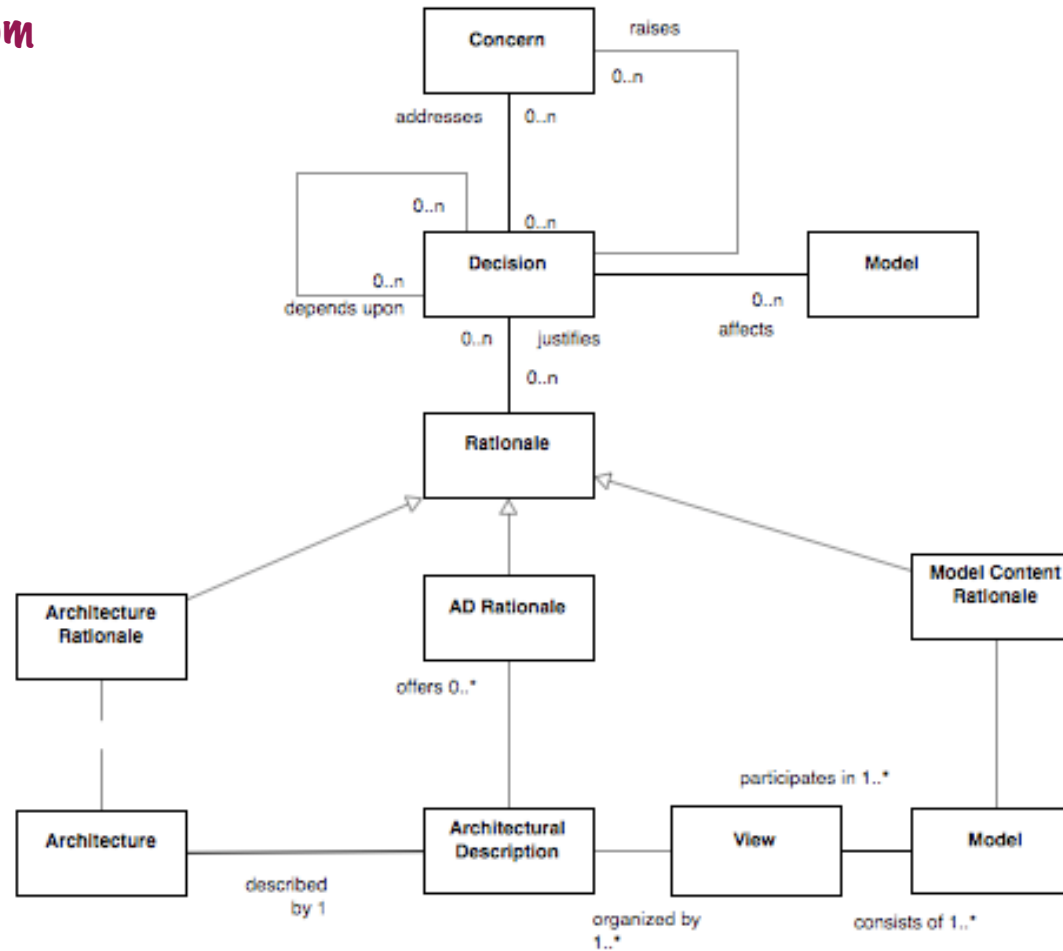 om
Concern
raises
0..n
addresses
0..n
0..n
0..n
Decision
Model
0..n
depends upon
0..n
affects
0..n
justifies
0..n
Rationale
Model Content
Rationale
Architecture
Rationale
AD Rationale
offers 0..*
participates in 1..*
Architecture
Architectural
Description
View
Model
described
by 1
organized by
1..*
consists of 1..*